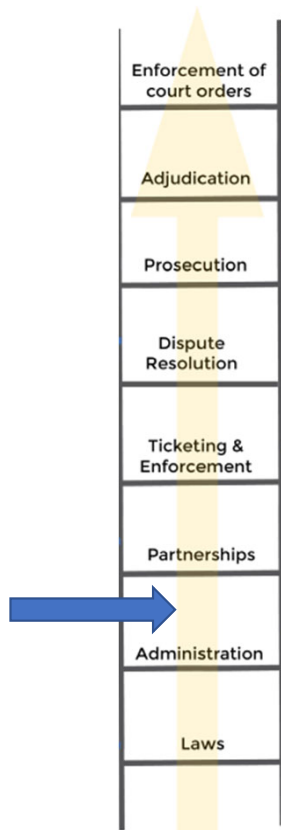 Enforcement of
court orders
Adjudication
Prosecution
Dispute
Resolution
Ticketing &
Enforcement
Partnerships
Administration
Laws